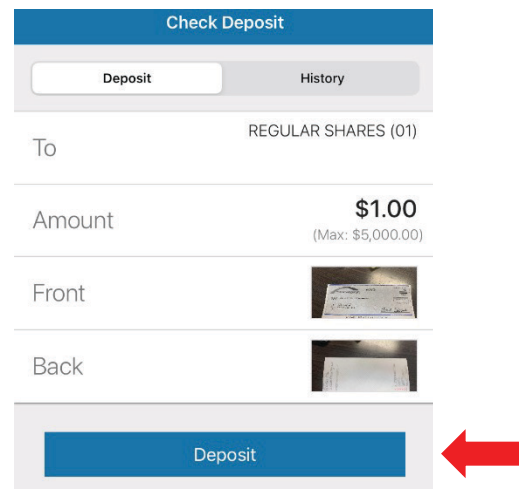 Check Deposit
Deposit History
To REGULAR SHARES (01)
Amount $1.00
(Max: $5,000.00)
Front
Back
Deposit